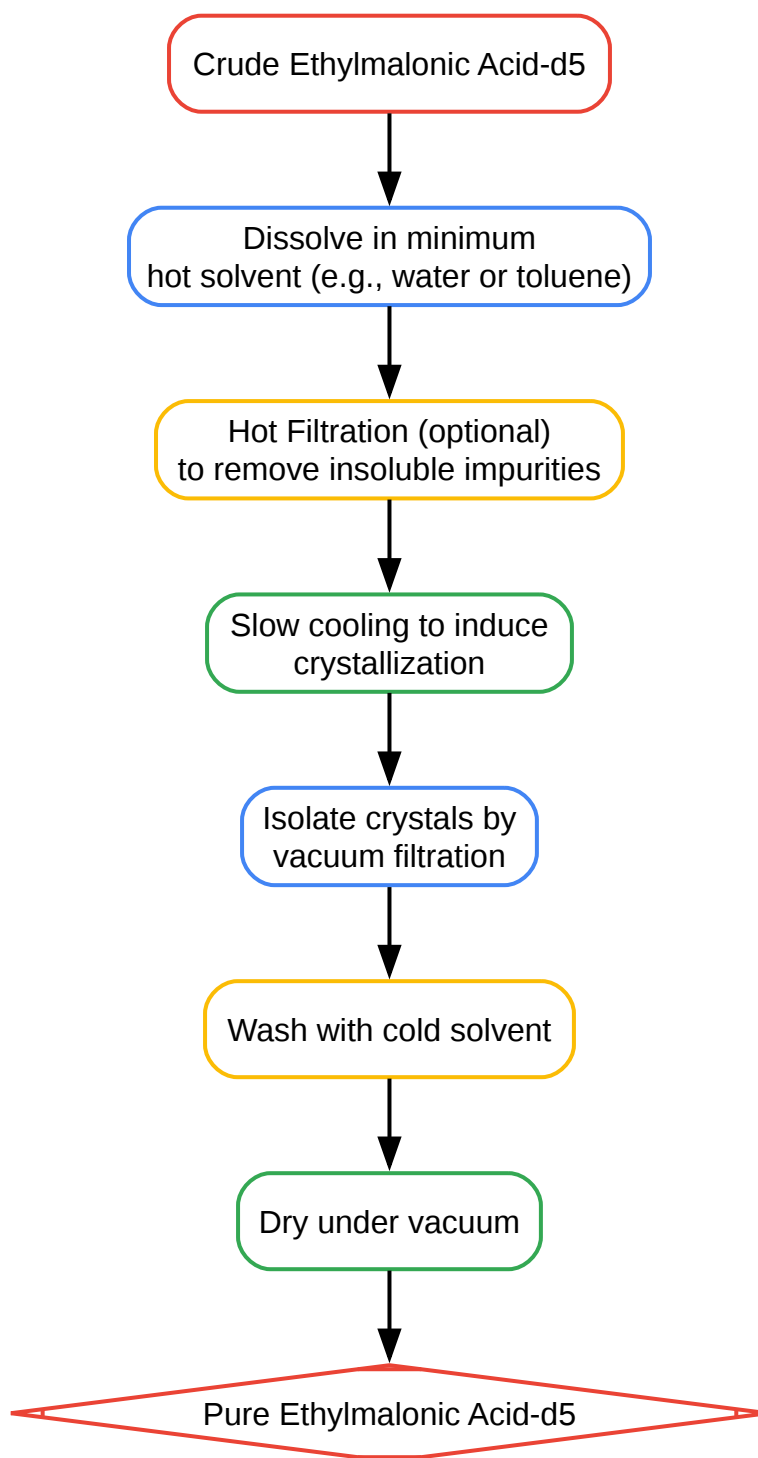 Crude Ethylmalonic Acid-d5
Dissolve in minimum
hot solvent (e.g., water or toluene)
Hot Filtration (optional)
to remove insoluble impurities
Slow cooling to induce
crystallization
Isolate crystals by
vacuum filtration
Wash with cold solvent
Dry under vacuum
Pure Ethylmalonic Acid-d5